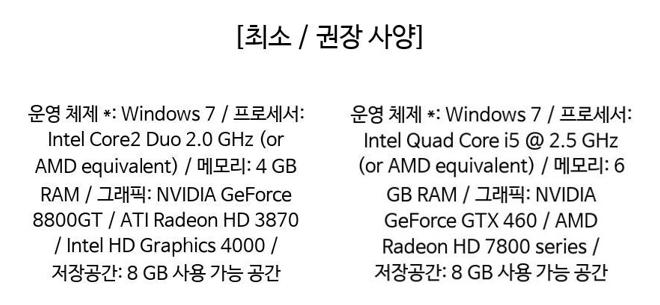 [최소 / 권장 사양]
운영 체제 *: Windows 7 / 프로세서:
Intel Core2 Duo 2.0 GHz (or
AMD equivalent) / 메모리: 4 GB
RAM / 그래픽: NVIDIA GeForce
8800GT / ATI Radeon HD 3870
/ Intel HD Graphics 4000 /
저장공간: 8 GB 사용 가능 공간
운영 체제 *: Windows 7 / 프로세서:
Intel Quad Core i5 @ 2.5 GHz
(or AMD equivalent) / 메모리: 6
GB RAM / 그래픽: NVIDIA
GeForce GTX 460 / AMD
Radeon HD 7800 series /
저장공간: 8 GB 사용 가능 공간